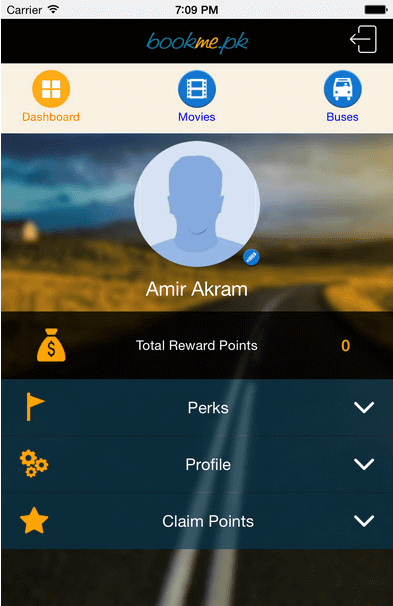 Carrier 7:09 PM
bookme.pk
Dashboard Movies Buses
Amir Akram
$ Total Reward Points 0
Perks
Profile
Claim Points